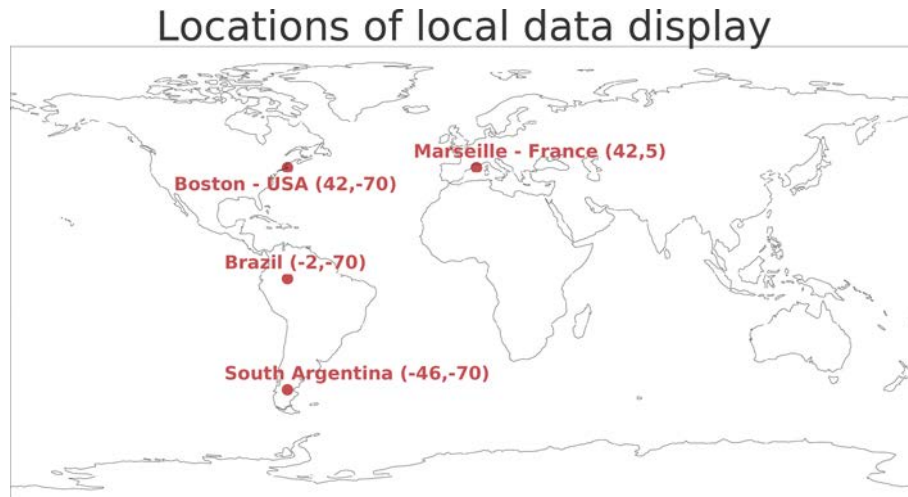 Locations of local data display
Marseille - France (42,5)
Boston - USA (42,-70)
Brazil (-2,-70)
South Argentina (-46,-70)